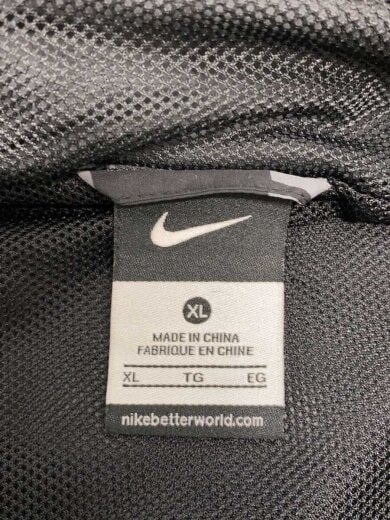 XL
MADE IN CHINA
FABRIQUE EN CHINE
XL TG EG
nikebetterworld.com